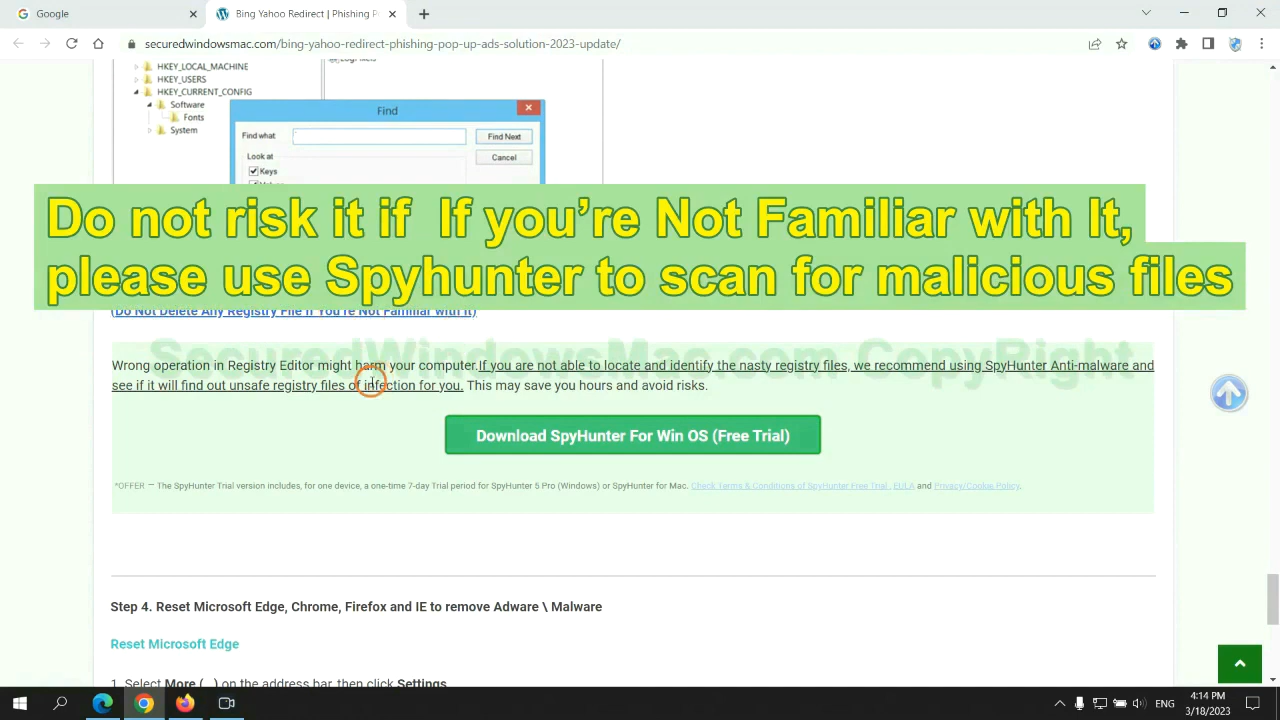 Google
Bing Yahoo Redirect | Phishing P
securedwindowsmac.com/bing-yahoo-redirect-phishing-pop-up-ads-solution-2023-update/
HKEY_LOCAL_MACHINE
HKEY_USERS
HKEY_CURRENT_CONFIG
Software
Fonts
System
Find
Find what:
Find Next
Look at
Cancel
Keys
Do not risk it if  If you’re Not Familiar with It,
please use Spyhunter to scan for malicious files
(Do Not Delete Any Registry File If You're Not Familiar with It)
SecuredWindowsMac.com CopyRight
Wrong operation in Registry Editor might harm your computer.If you are not able to locate and identify the nasty registry files, we recommend using SpyHunter Anti-malware and
see if it will find out unsafe registry files of infection for you. This may save you hours and avoid risks.
Download SpyHunter For Win OS (Free Trial)
*OFFER — The SpyHunter Trial version includes, for one device, a one-time 7-day Trial period for SpyHunter 5 Pro (Windows) or SpyHunter for Mac. Check Terms & Conditions of SpyHunter Free Trial , EULA and Privacy/Cookie Policy.
Step 4. Reset Microsoft Edge, Chrome, Firefox and IE to remove Adware \ Malware
Reset Microsoft Edge
1. Select More (...) on the address bar, then click Settings
ENG
4:14 PM
3/18/2023